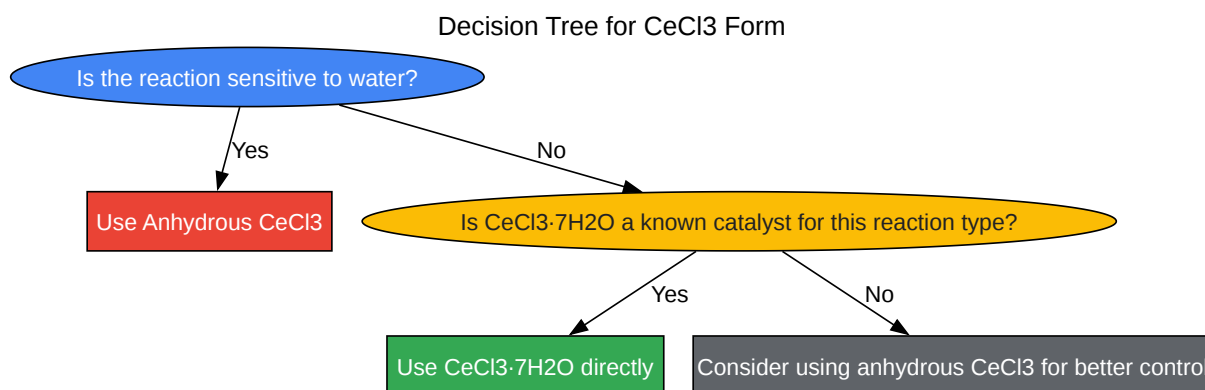 Decision Tree for CeCl3 Form
Is the reaction sensitive to water?
Yes
No
Use Anhydrous CeCl3
Is CeCl3·7H2O a known catalyst for this reaction type?
Yes
No
Use CeCl3·7H2O directly
Consider using anhydrous CeCl3 for better control